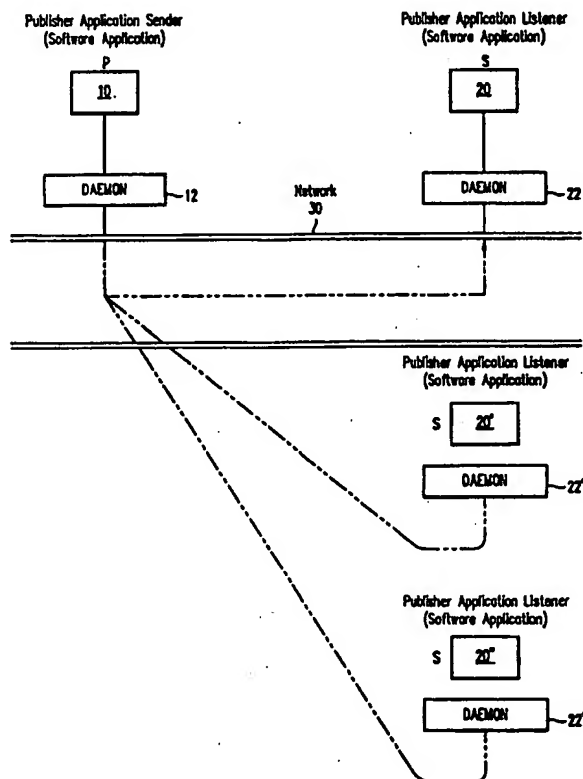 Publisher Application Sender
(Software Application)
P
10
DAEMON
12
Publisher Application Listener
(Software Application)
S
20
DAEMON
22
Network
30
Publisher Application Listener
(Software Application)
S 20'
DAEMON
22'
Publisher Application Listener
(Software Application)
S 20"
DAEMON
22'